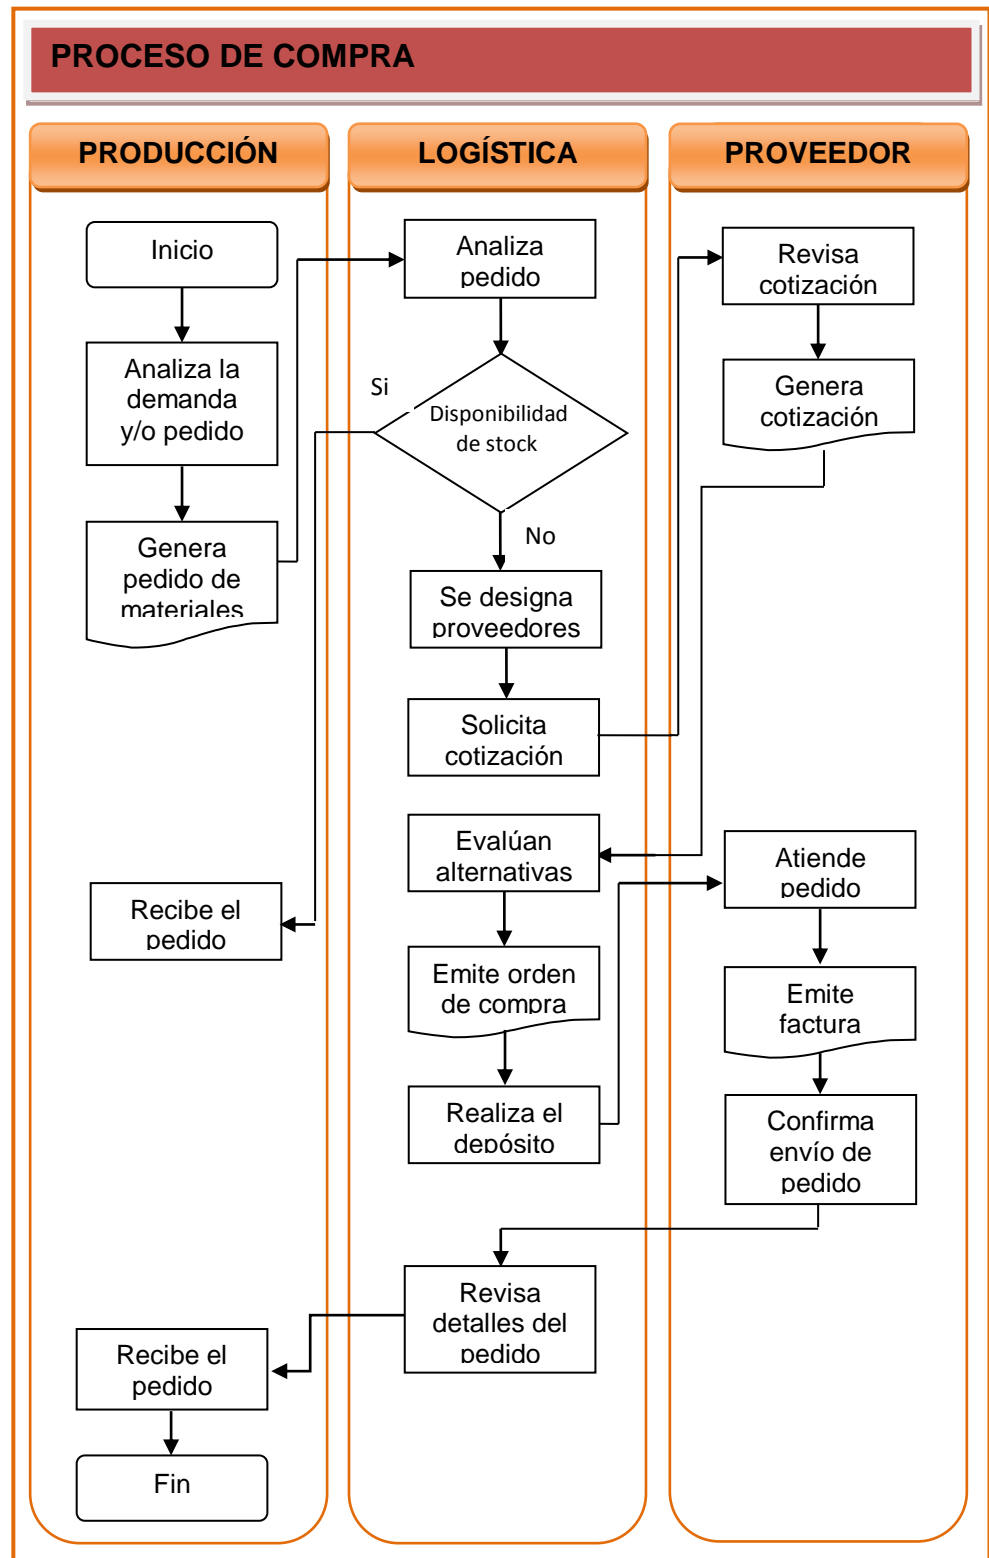 PROCESO DE COMPRA
PRODUCCIÓN
LOGÍSTICA
PROVEEDOR
Inicio
Analiza la
demanda
y/o pedido
Genera
pedido de
materiales
Analiza
pedido
Si
Disponibilidad
de stock
No
Se designa
proveedores
Solicita
cotización
Revisa
cotización
Genera
cotización
Evalúan
alternativas
Emite orden
de compra
Realiza el
depósito
Atiende
pedido
Emite
factura
Confirma
envío de
pedido
Recibe el
pedido
Revisa
detalles del
pedido
Recibe el
pedido
Fin